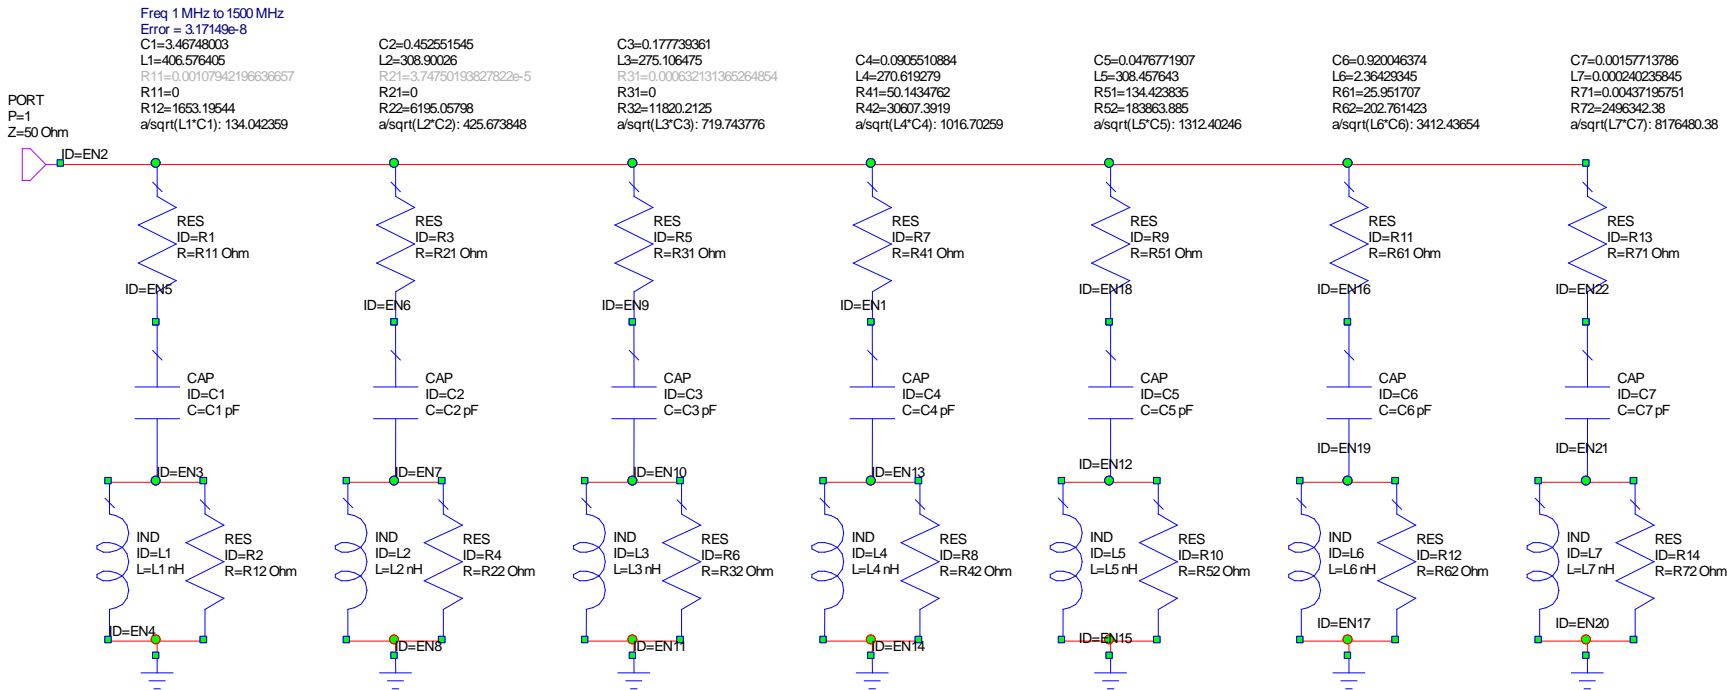 Freq 1 MHz to 1500 MHz
Error = 3.17149e-8
C1=3.46748003
L1=406.576405
R11=0.00107942196636657
R11=0
R12=1653.19544
a/sqrt(L1*C1): 134.042359
C2=0.452551545
L2=308.90026
R21=3.74750193827822e-5
R21=0
R22=6195.05798
a/sqrt(L2*C2): 425.673848
C3=0.177739361
L3=275.106475
R31=0.000632131365264854
R31=0
R32=11820.2125
a/sqrt(L3*C3): 719.743776
C4=0.0905510884
L4=270.619279
R41=50.1434762
R42=30607.3919
a/sqrt(L4*C4): 1016.70259
C5=0.0476771907
L5=308.457643
R51=134.423835
R52=183863.885
a/sqrt(L5*C5): 1312.40246
C6=0.920046374
L6=2.36429345
R61=25.951707
R62=202.761423
a/sqrt(L6*C6): 3412.43654
C7=0.00157713786
L7=0.000240235845
R71=0.00437195751
R72=2496342.38
a/sqrt(L7*C7): 8176480.38
PORT
P=1
Z=50 Ohm
ID=EN2
RES
ID=R1
R=R11 Ohm
RES
ID=R3
R=R21 Ohm
RES
ID=R5
R=R31 Ohm
RES
ID=R7
R=R41 Ohm
RES
ID=R9
R=R51 Ohm
RES
ID=R11
R=R61 Ohm
RES
ID=R13
R=R71 Ohm
ID=EN5
ID=EN6
ID=EN9
ID=EN1
ID=EN18
ID=EN16
ID=EN22
CAP
ID=C1
C=C1 pF
CAP
ID=C2
C=C2 pF
CAP
ID=C3
C=C3 pF
CAP
ID=C4
C=C4 pF
CAP
ID=C5
C=C5 pF
CAP
ID=C6
C=C6 pF
CAP
ID=C7
C=C7 pF
ID=EN3
ID=EN7
ID=EN10
ID=EN13
ID=EN12
ID=EN19
ID=EN21
IND
ID=L1
L=L1 nH
RES
ID=R2
R=R12 Ohm
IND
ID=L2
L=L2 nH
RES
ID=R4
R=R22 Ohm
IND
ID=L3
L=L3 nH
RES
ID=R6
R=R32 Ohm
IND
ID=L4
L=L4 nH
RES
ID=R8
R=R42 Ohm
IND
ID=L5
L=L5 nH
RES
ID=R10
R=R52 Ohm
IND
ID=L6
L=L6 nH
RES
ID=R12
R=R62 Ohm
IND
ID=L7
L=L7 nH
RES
ID=R14
R=R72 Ohm
ID=EN4
ID=EN8
ID=EN11
ID=EN14
ID=EN15
ID=EN17
ID=EN20